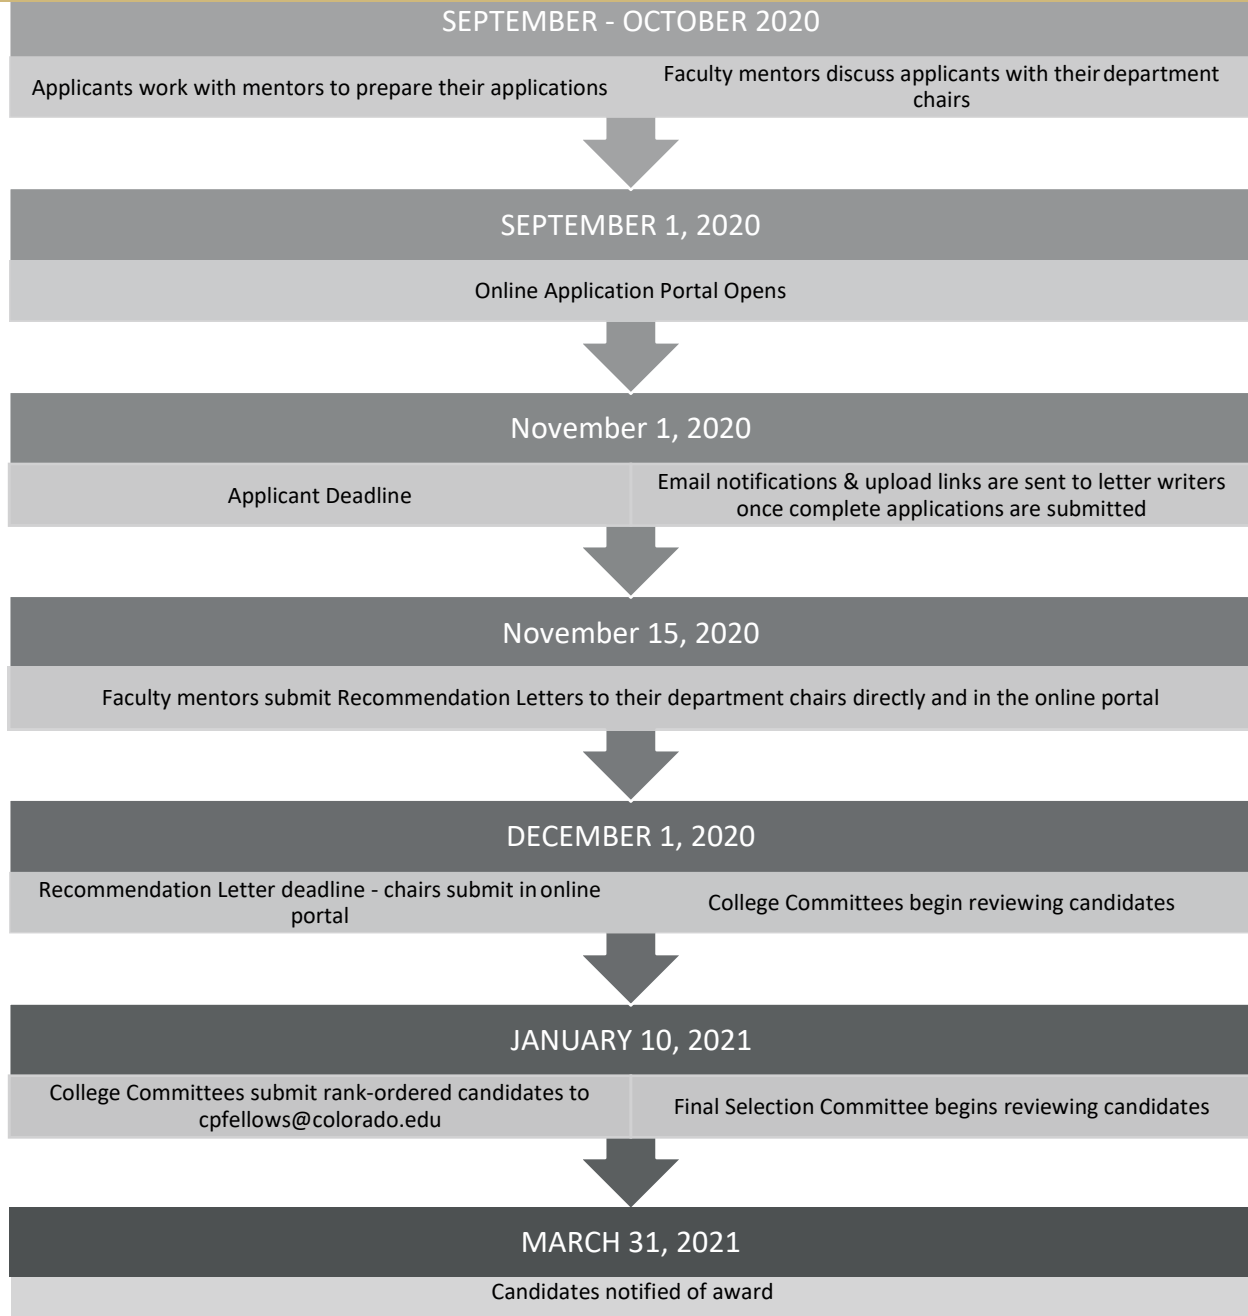 SEPTEMBER - OCTOBER 2020
Applicants work with mentors to prepare their applications
Faculty mentors discuss applicants with their department
chairs
SEPTEMBER 1, 2020
Online Application Portal Opens
November 1, 2020
Applicant Deadline
Email notifications & upload links are sent to letter writers
once complete applications are submitted
November 15, 2020
Faculty mentors submit Recommendation Letters to their department chairs directly and in the online portal
DECEMBER 1, 2020
Recommendation Letter deadline - chairs submit in online
portal
College Committees begin reviewing candidates
JANUARY 10, 2021
College Committees submit rank-ordered candidates to
cpfellows@colorado.edu
Final Selection Committee begins reviewing candidates
MARCH 31, 2021
Candidates notified of award